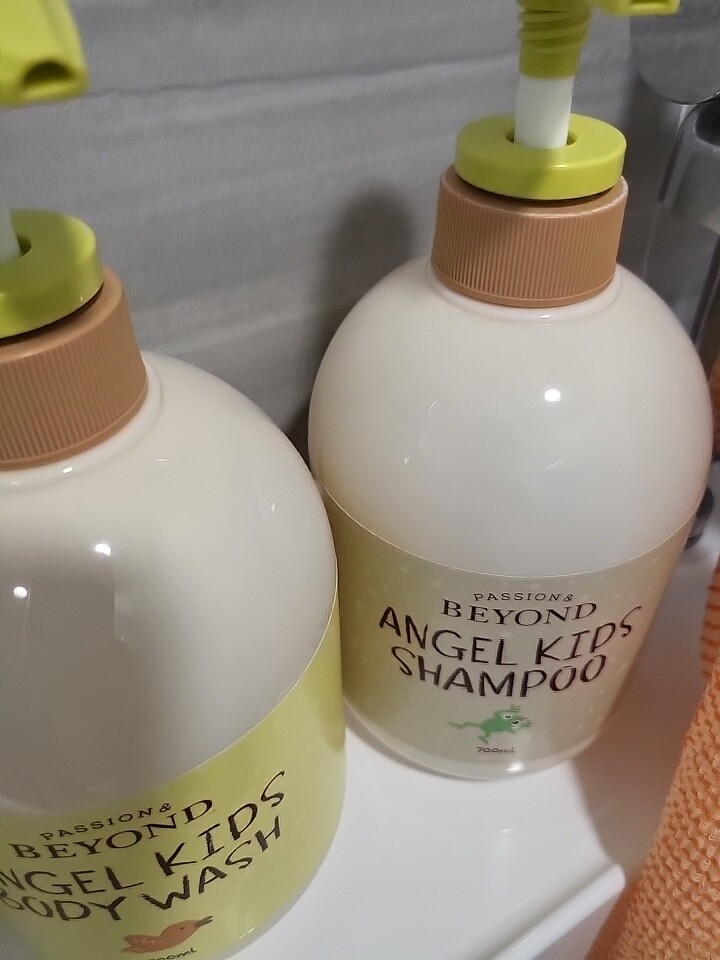 PASSION&
BEYOND
ANGEL KIDS
SHAMPOO
700mL
PASSION&
BEYOND
NGEL KIDS
BODY WASH